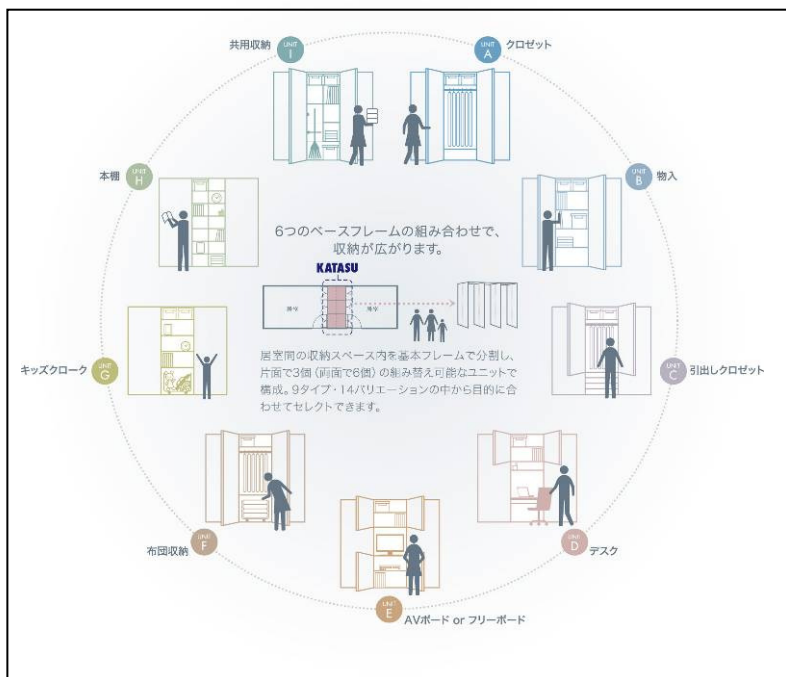 共用収納
UNIT I
UNIT A
クロゼット
本棚
UNIT H
UNIT B
物入
6つのベースフレームの組み合わせで、
収納が広がります。
KATASU
洋室
洋室
居室間の収納スペース内を基本フレームで分割し、
片面で3個（両面で6個）の組み替え可能なユニットで
構成。9タイプ・14バリエーションの中から目的に合
わせてセレクトできます。
キッズクローク
UNIT G
UNIT C
引出しクロゼット
布団収納
UNIT F
UNIT D
デスク
UNIT E
AVボード or フリーボード